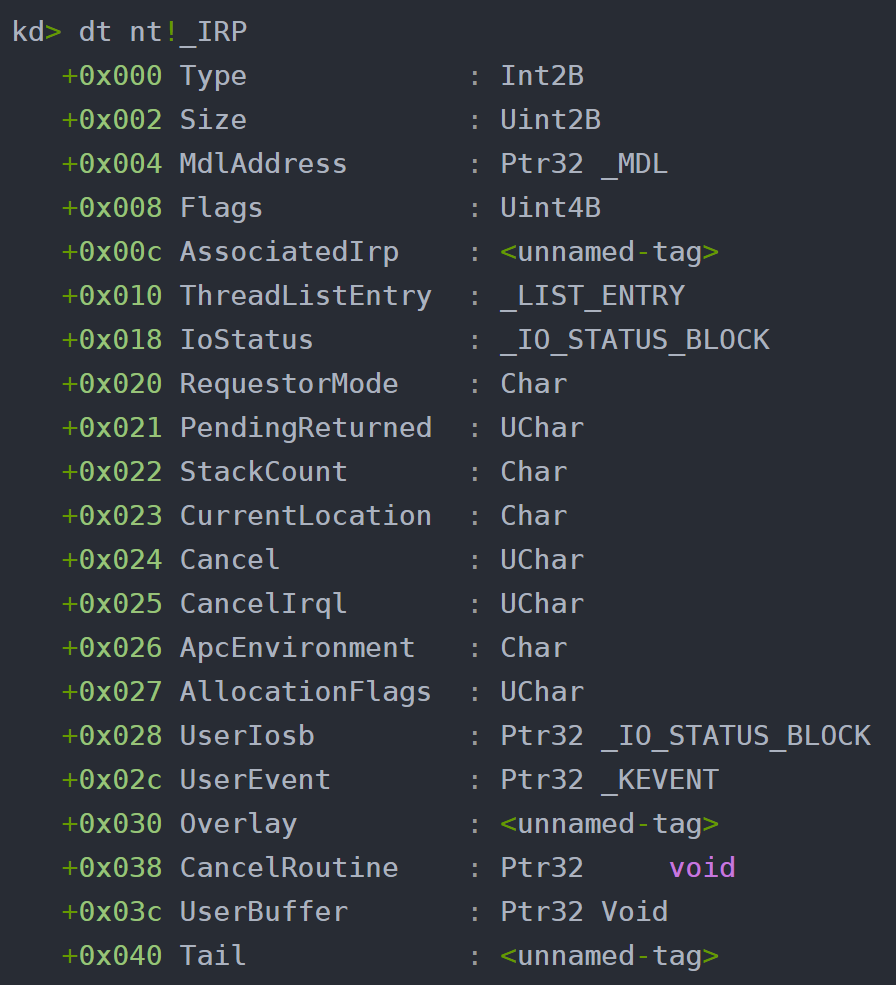 kd> dt nt!_IRP
   +0x000 Type             : Int2B
   +0x002 Size             : Uint2B
   +0x004 MdlAddress       : Ptr32 _MDL
   +0x008 Flags            : Uint4B
   +0x00c AssociatedIrp    : <unnamed-tag>
   +0x010 ThreadListEntry  : _LIST_ENTRY
   +0x018 IoStatus         : _IO_STATUS_BLOCK
   +0x020 RequestorMode    : Char
   +0x021 PendingReturned  : UChar
   +0x022 StackCount       : Char
   +0x023 CurrentLocation  : Char
   +0x024 Cancel           : UChar
   +0x025 CancelIrql       : UChar
   +0x026 ApcEnvironment   : Char
   +0x027 AllocationFlags  : UChar
   +0x028 UserIosb         : Ptr32 _IO_STATUS_BLOCK
   +0x02c UserEvent        : Ptr32 _KEVENT
   +0x030 Overlay          : <unnamed-tag>
   +0x038 CancelRoutine    : Ptr32     void
   +0x03c UserBuffer       : Ptr32 Void
   +0x040 Tail             : <unnamed-tag>